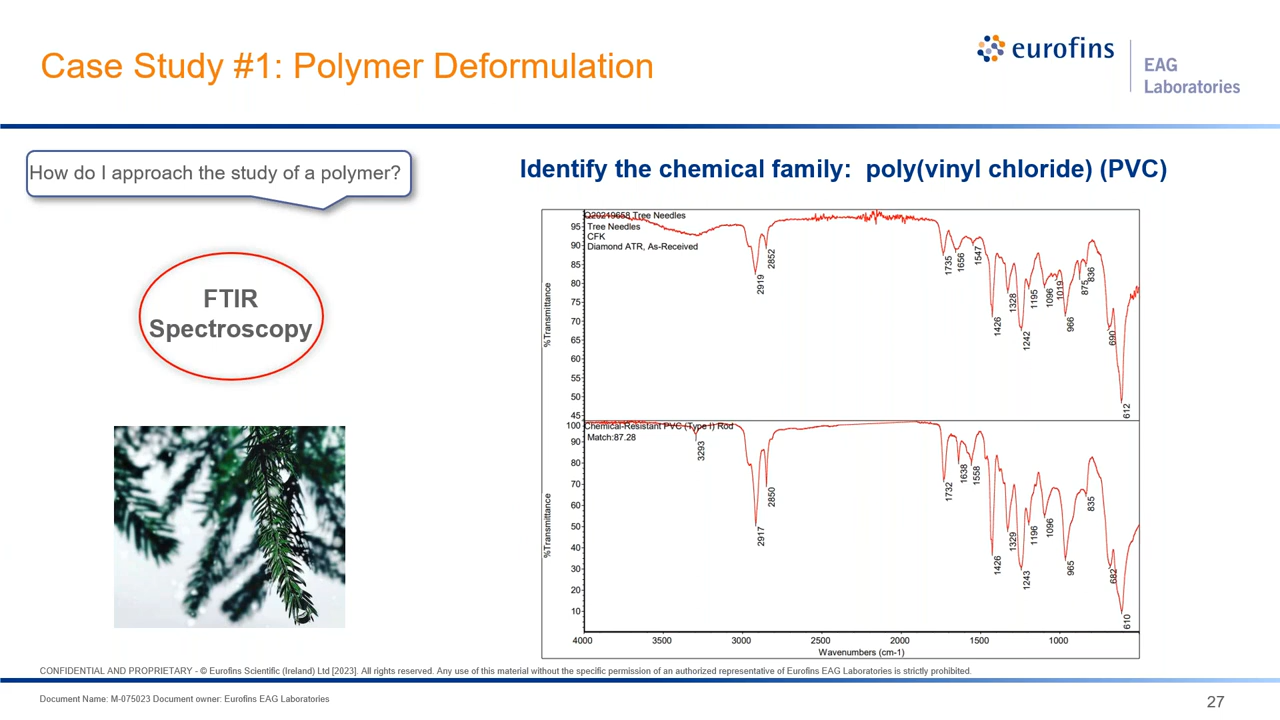 Case Study #1: Polymer Deformulation
eurofins
EAG
Laboratories
How do I approach the study of a polymer?
Identify the chemical family: poly(vinyl chloride) (PVC)
FTIR
Spectroscopy
Q20219658 Tree Needles
Tree Needles
CFK
Diamond ATR, As-Received
%Transmittance
95
90
85
80
75
70
65
60
55
50
45
2919
2852
1735
1656
1547
1426
1328
1242
1195
1096
1019
966
875
836
690
612
Chemical-Resistant PVC (Type I) Rod
Match:87.28
%Transmittance
100
90
80
70
60
50
40
30
20
10
3293
2917
2850
1732
1638
1558
1426
1329
1243
1196
1096
965
835
682
610
4000 3500 3000 2500 2000 1500 1000
Wavenumbers (cm-1)
CONFIDENTIAL AND PROPRIETARY - © Eurofins Scientific (Ireland) Ltd [2023]. All rights reserved. Any use of this material without the specific permission of an authorized representative of Eurofins EAG Laboratories is strictly prohibited.
Document Name: M-075023 Document owner: Eurofins EAG Laboratories
27